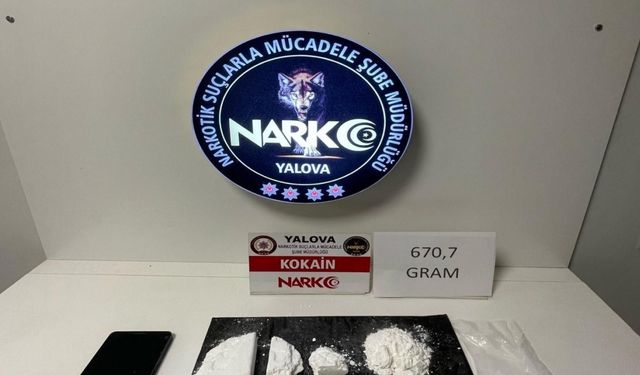 NARKOTİK SUÇLARLA MÜCADELE ŞUBE MÜDÜRLÜĞÜ
NARKO
YALOVA
YALOVA
NARKOTİK SUÇLARLA MÜCADELE
ŞUBE MÜDÜRLÜĞÜ
KOKAİN
NARKO
670,7
GRAM